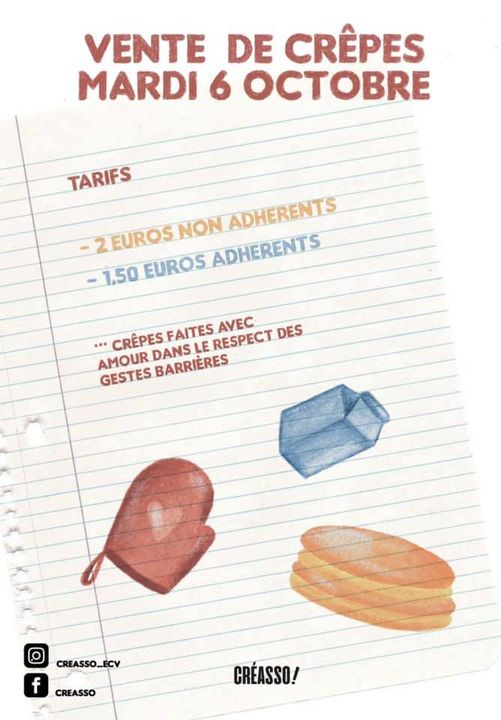 VENTE DE CRÊPES
MARDI 6 OCTOBRE
TARIFS
- 2 EUROS NON ADHERENTS
- 1,50 EUROS ADHERENTS
... CRÊPES FAITES AVEC
AMOUR DANS LE RESPECT DES
GESTES BARRIÈRES
CREASSO_ECV
CREASSO
CRÉASSO!